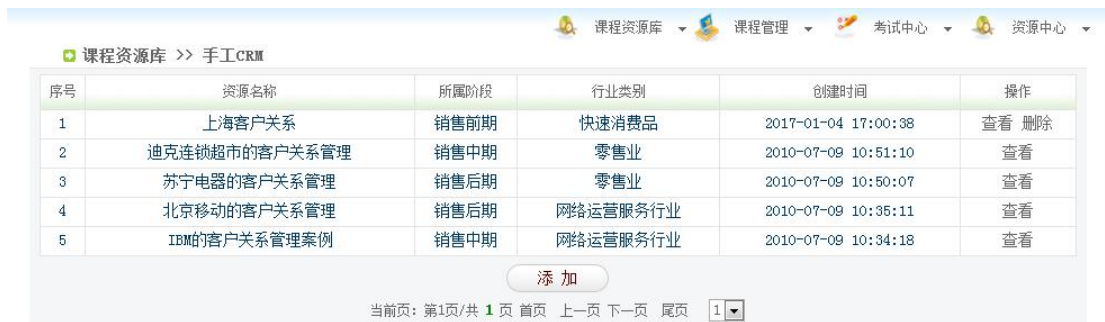 课程资源库 课程管理 考试中心 资源中心
课程资源库 >> 手工CRM
序号 资源名称 所属阶段 行业类别 创建时间 操作
1 上海客户关系 销售前期 快速消费品 2017-01-04 17:00:38 查看 删除
2 迪克连锁超市的客户关系管理 销售中期 零售业 2010-07-09 10:51:10 查看
3 苏宁电器的客户关系管理 销售后期 零售业 2010-07-09 10:50:07 查看
4 北京移动的客户关系管理 销售后期 网络运营服务行业 2010-07-09 10:35:11 查看
5 IBM的客户关系管理案例 销售中期 网络运营服务行业 2010-07-09 10:34:18 查看
添 加
当前页: 第1页/共 1 页 首页 上一页 下一页 尾页 1